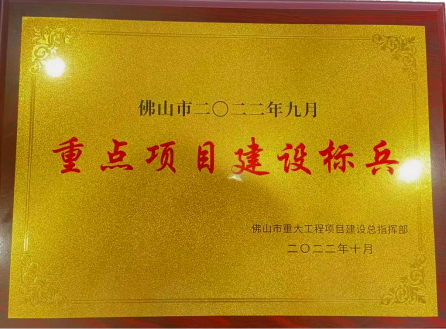 佛山市二〇二二年九月
重点项目建设标兵
佛山市重大工程项目建设总指挥部
二〇二二年十月